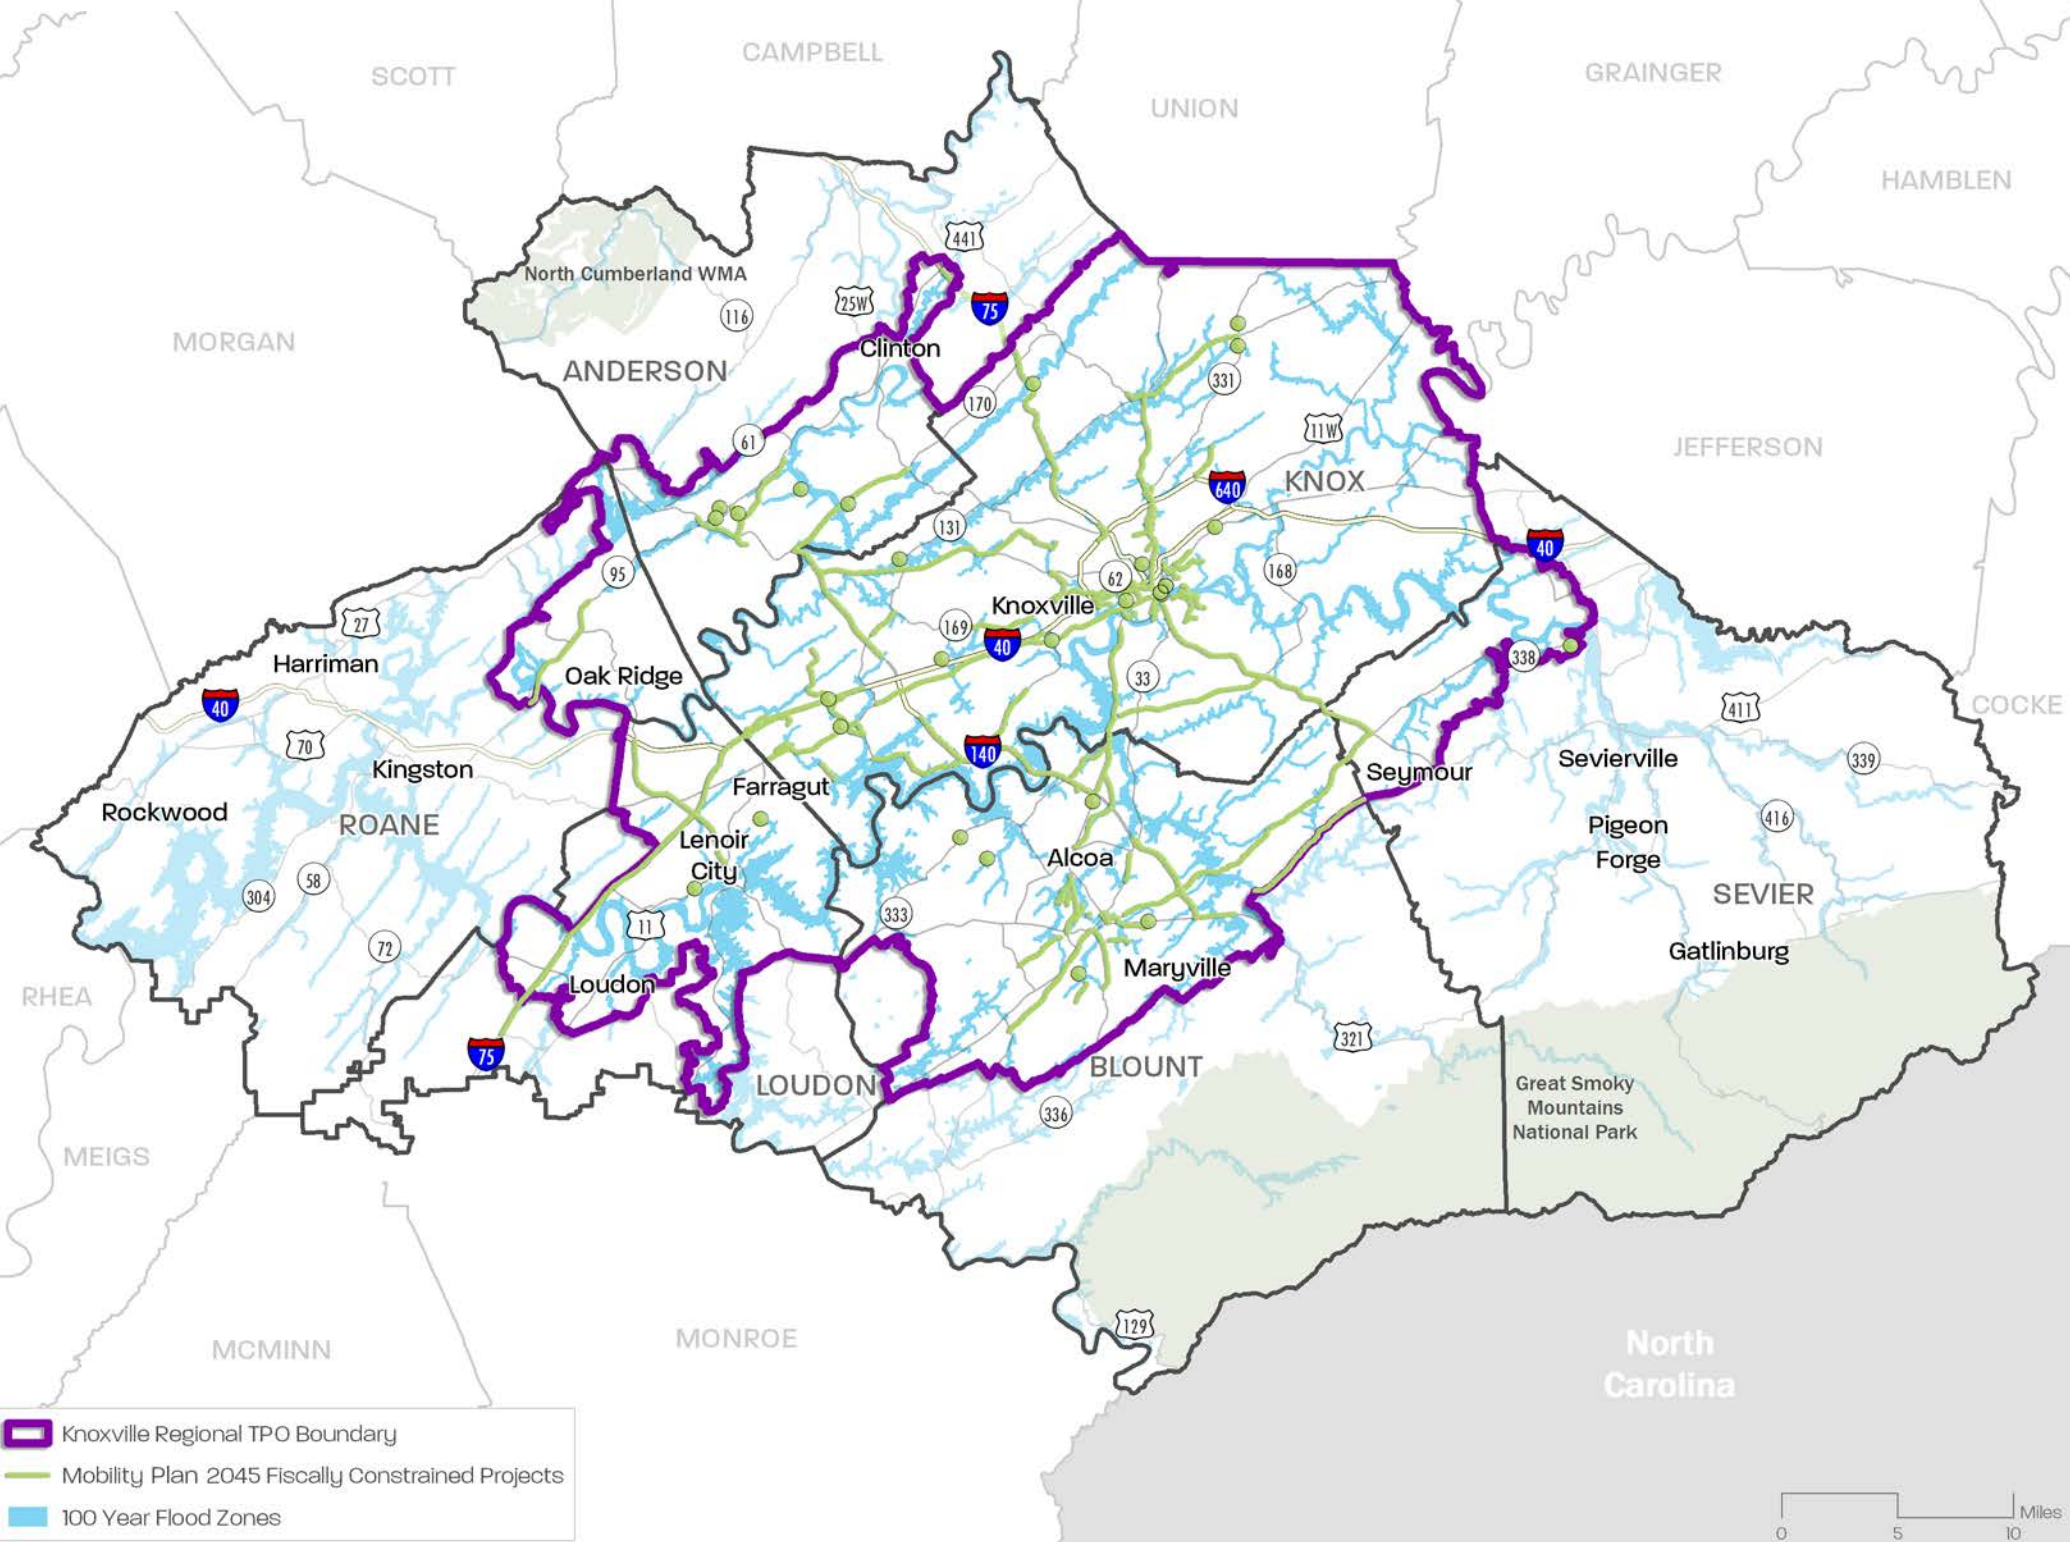 CAMPBELL
SCOTT
GRAINGER
UNION
HAMBLEN
441
North Cumberland WMA
25W
75
116
MORGAN
Clinton
ANDERSON
331
170
11W
61
JEFFERSON
KNOX
640
131
40
95
62
168
Knoxville
27
169
40
Harriman
338
Oak Ridge
33
40
COCKE
411
70
140
Sevierville
339
Kingston
Seymour
Farragut
Rockwood
416
ROANE
Pigeon
Forge
Lenoir
City
Alcoa
58
304
SEVIER
333
11
72
Gatlinburg
Maryville
Loudon
RHEA
321
75
BLOUNT
LOUDON
Great Smoky
Mountains
National Park
336
MEIGS
129
MONROE
MCMINN
North
Carolina
Knoxville Regional TPO Boundary
Mobility Plan 2045 Fiscally Constrained Projects
100 Year Flood Zones
Miles
0 5 10